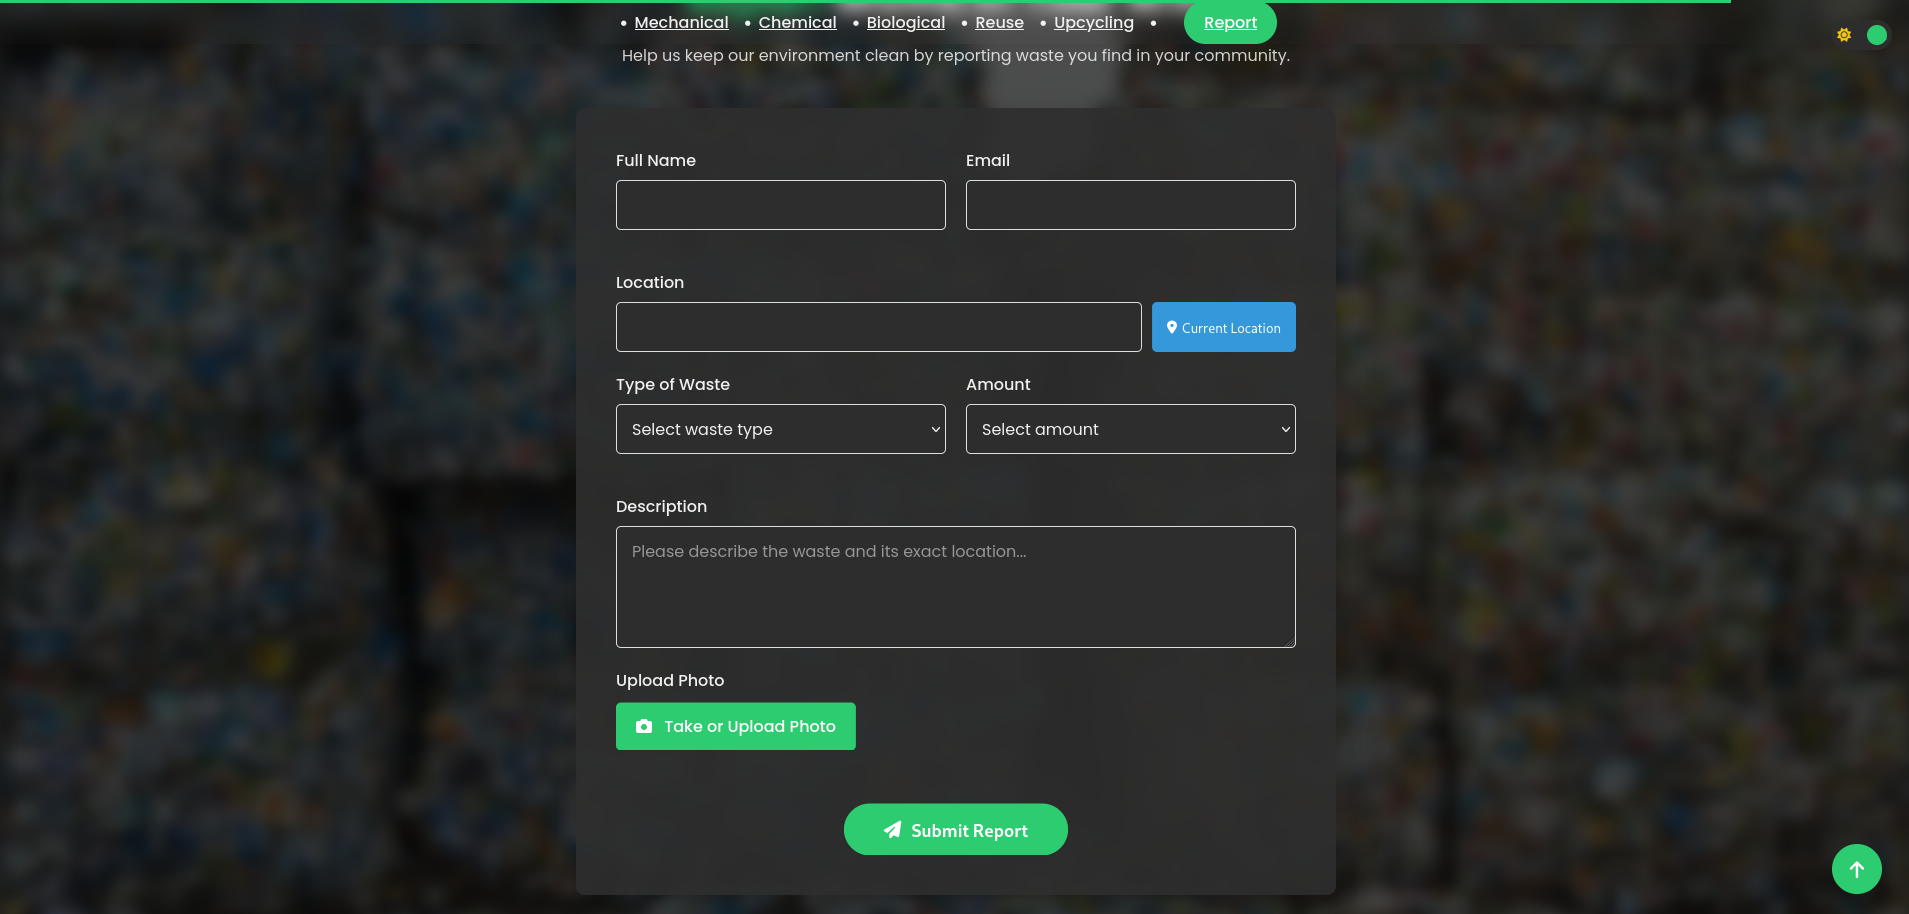 • Mechanical • Chemical • Biological • Reuse • Upcycling • Report
Help us keep our environment clean by reporting waste you find in your community.
Full Name Email
Location
Current Location
Type of Waste Amount
Select waste type Select amount
Description
Please describe the waste and its exact location...
Upload Photo
Take or Upload Photo
Submit Report